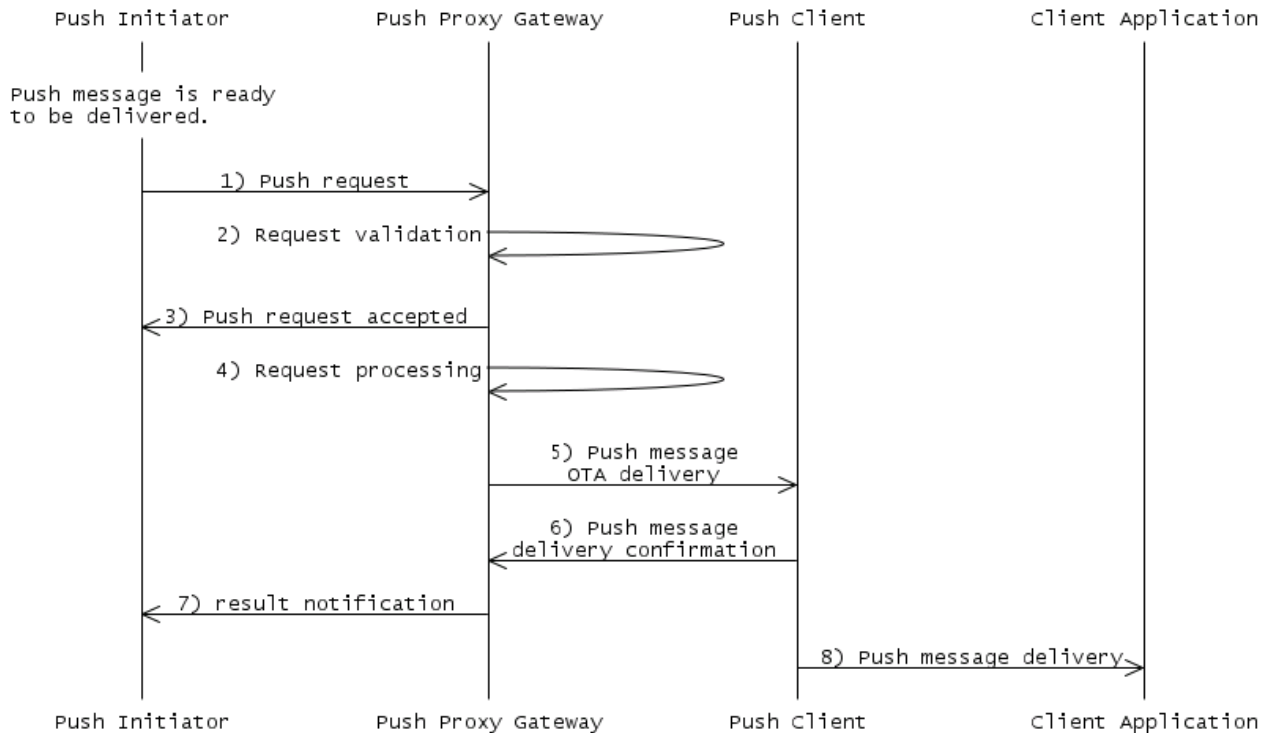 Push Initiator
Push Proxy Gateway
Push Client
Client Application
Push message is ready
to be delivered.
1) Push request
2) Request validation
3) Push request accepted
4) Request processing
5) Push message
OTA delivery
6) Push message
delivery confirmation
7) result notification
8) Push message delivery
Push Initiator
Push Proxy Gateway
Push Client
Client Application